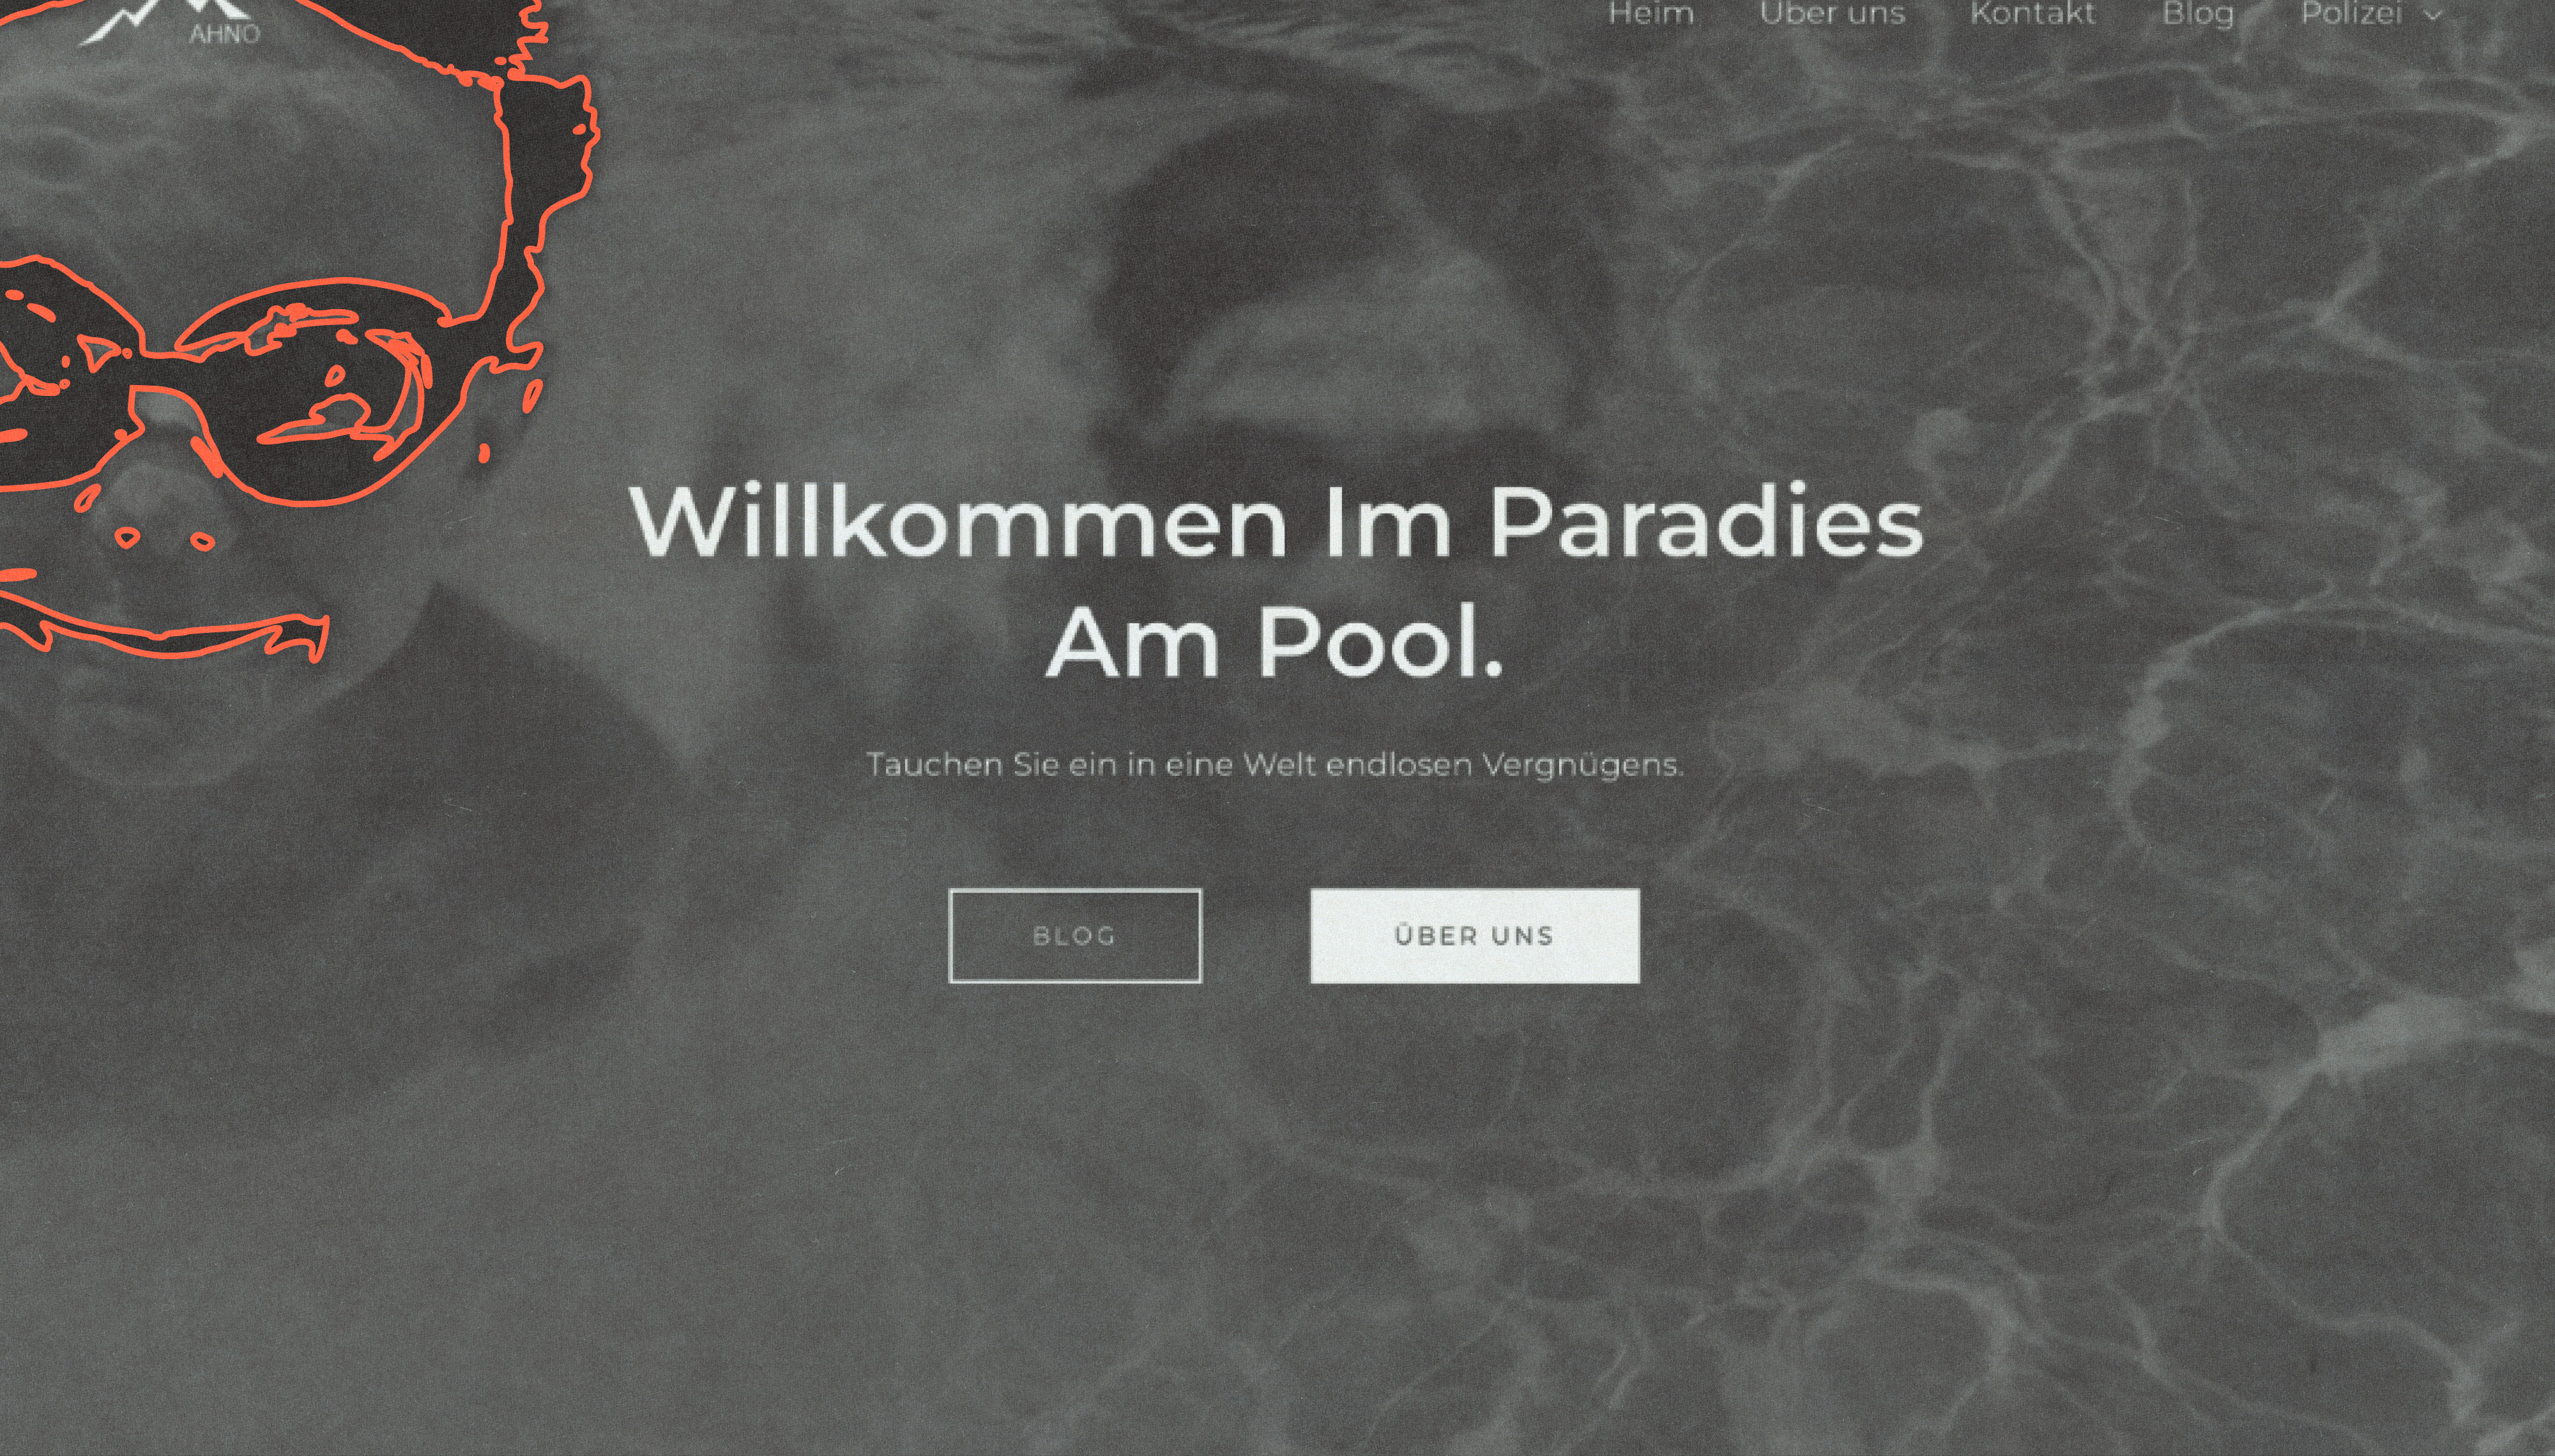 AHNO
Heim Über uns Kontakt Blog Polizei
Willkommen Im Paradies
Am Pool.
Tauchen Sie ein in eine Welt endlosen Vergnügens.
BLOG ÜBER UNS